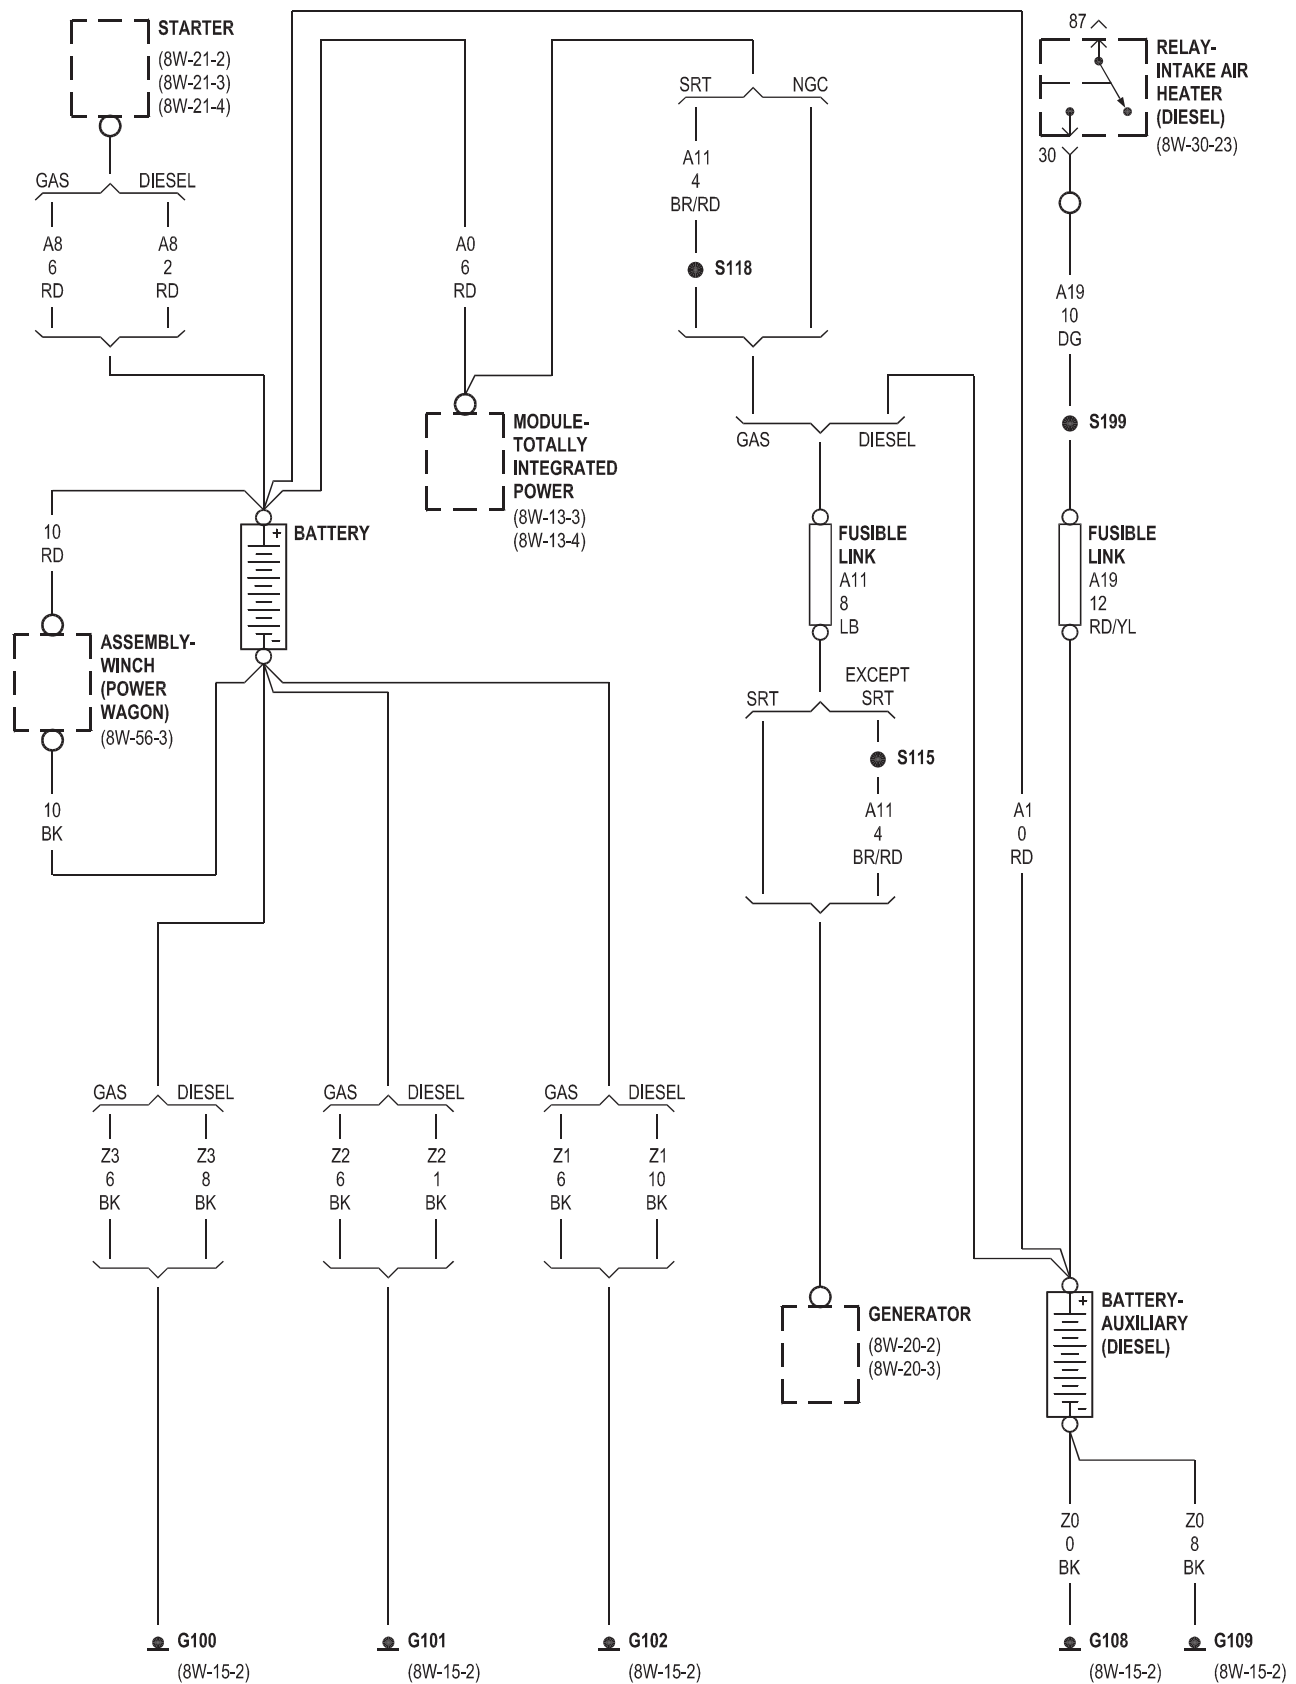 STARTER
(8W-21-2)
(8W-21-3)
(8W-21-4)
GAS
DIESEL
A8
6
RD
A8
2
RD
A0
6
RD
SRT
NGC
A11
4
BR/RD
S118
87
RELAY-
INTAKE AIR
HEATER
(DIESEL)
(8W-30-23)
30
A19
10
DG
S199
MODULE-
TOTALLY
INTEGRATED
POWER
(8W-13-3)
(8W-13-4)
GAS
DIESEL
10
RD
+
BATTERY
−
FUSIBLE
LINK
A11
8
LB
FUSIBLE
LINK
A19
12
RD/YL
ASSEMBLY-
WINCH
(POWER
WAGON)
(8W-56-3)
SRT
EXCEPT
SRT
S115
10
BK
A11
4
BR/RD
A1
0
RD
GAS
DIESEL
GAS
DIESEL
GAS
DIESEL
Z3
6
BK
Z3
8
BK
Z2
6
BK
Z2
1
BK
Z1
6
BK
Z1
10
BK
GENERATOR
(8W-20-2)
(8W-20-3)
+
BATTERY-
AUXILIARY
(DIESEL)
−
Z0
0
BK
Z0
8
BK
G100
(8W-15-2)
G101
(8W-15-2)
G102
(8W-15-2)
G108
(8W-15-2)
G109
(8W-15-2)